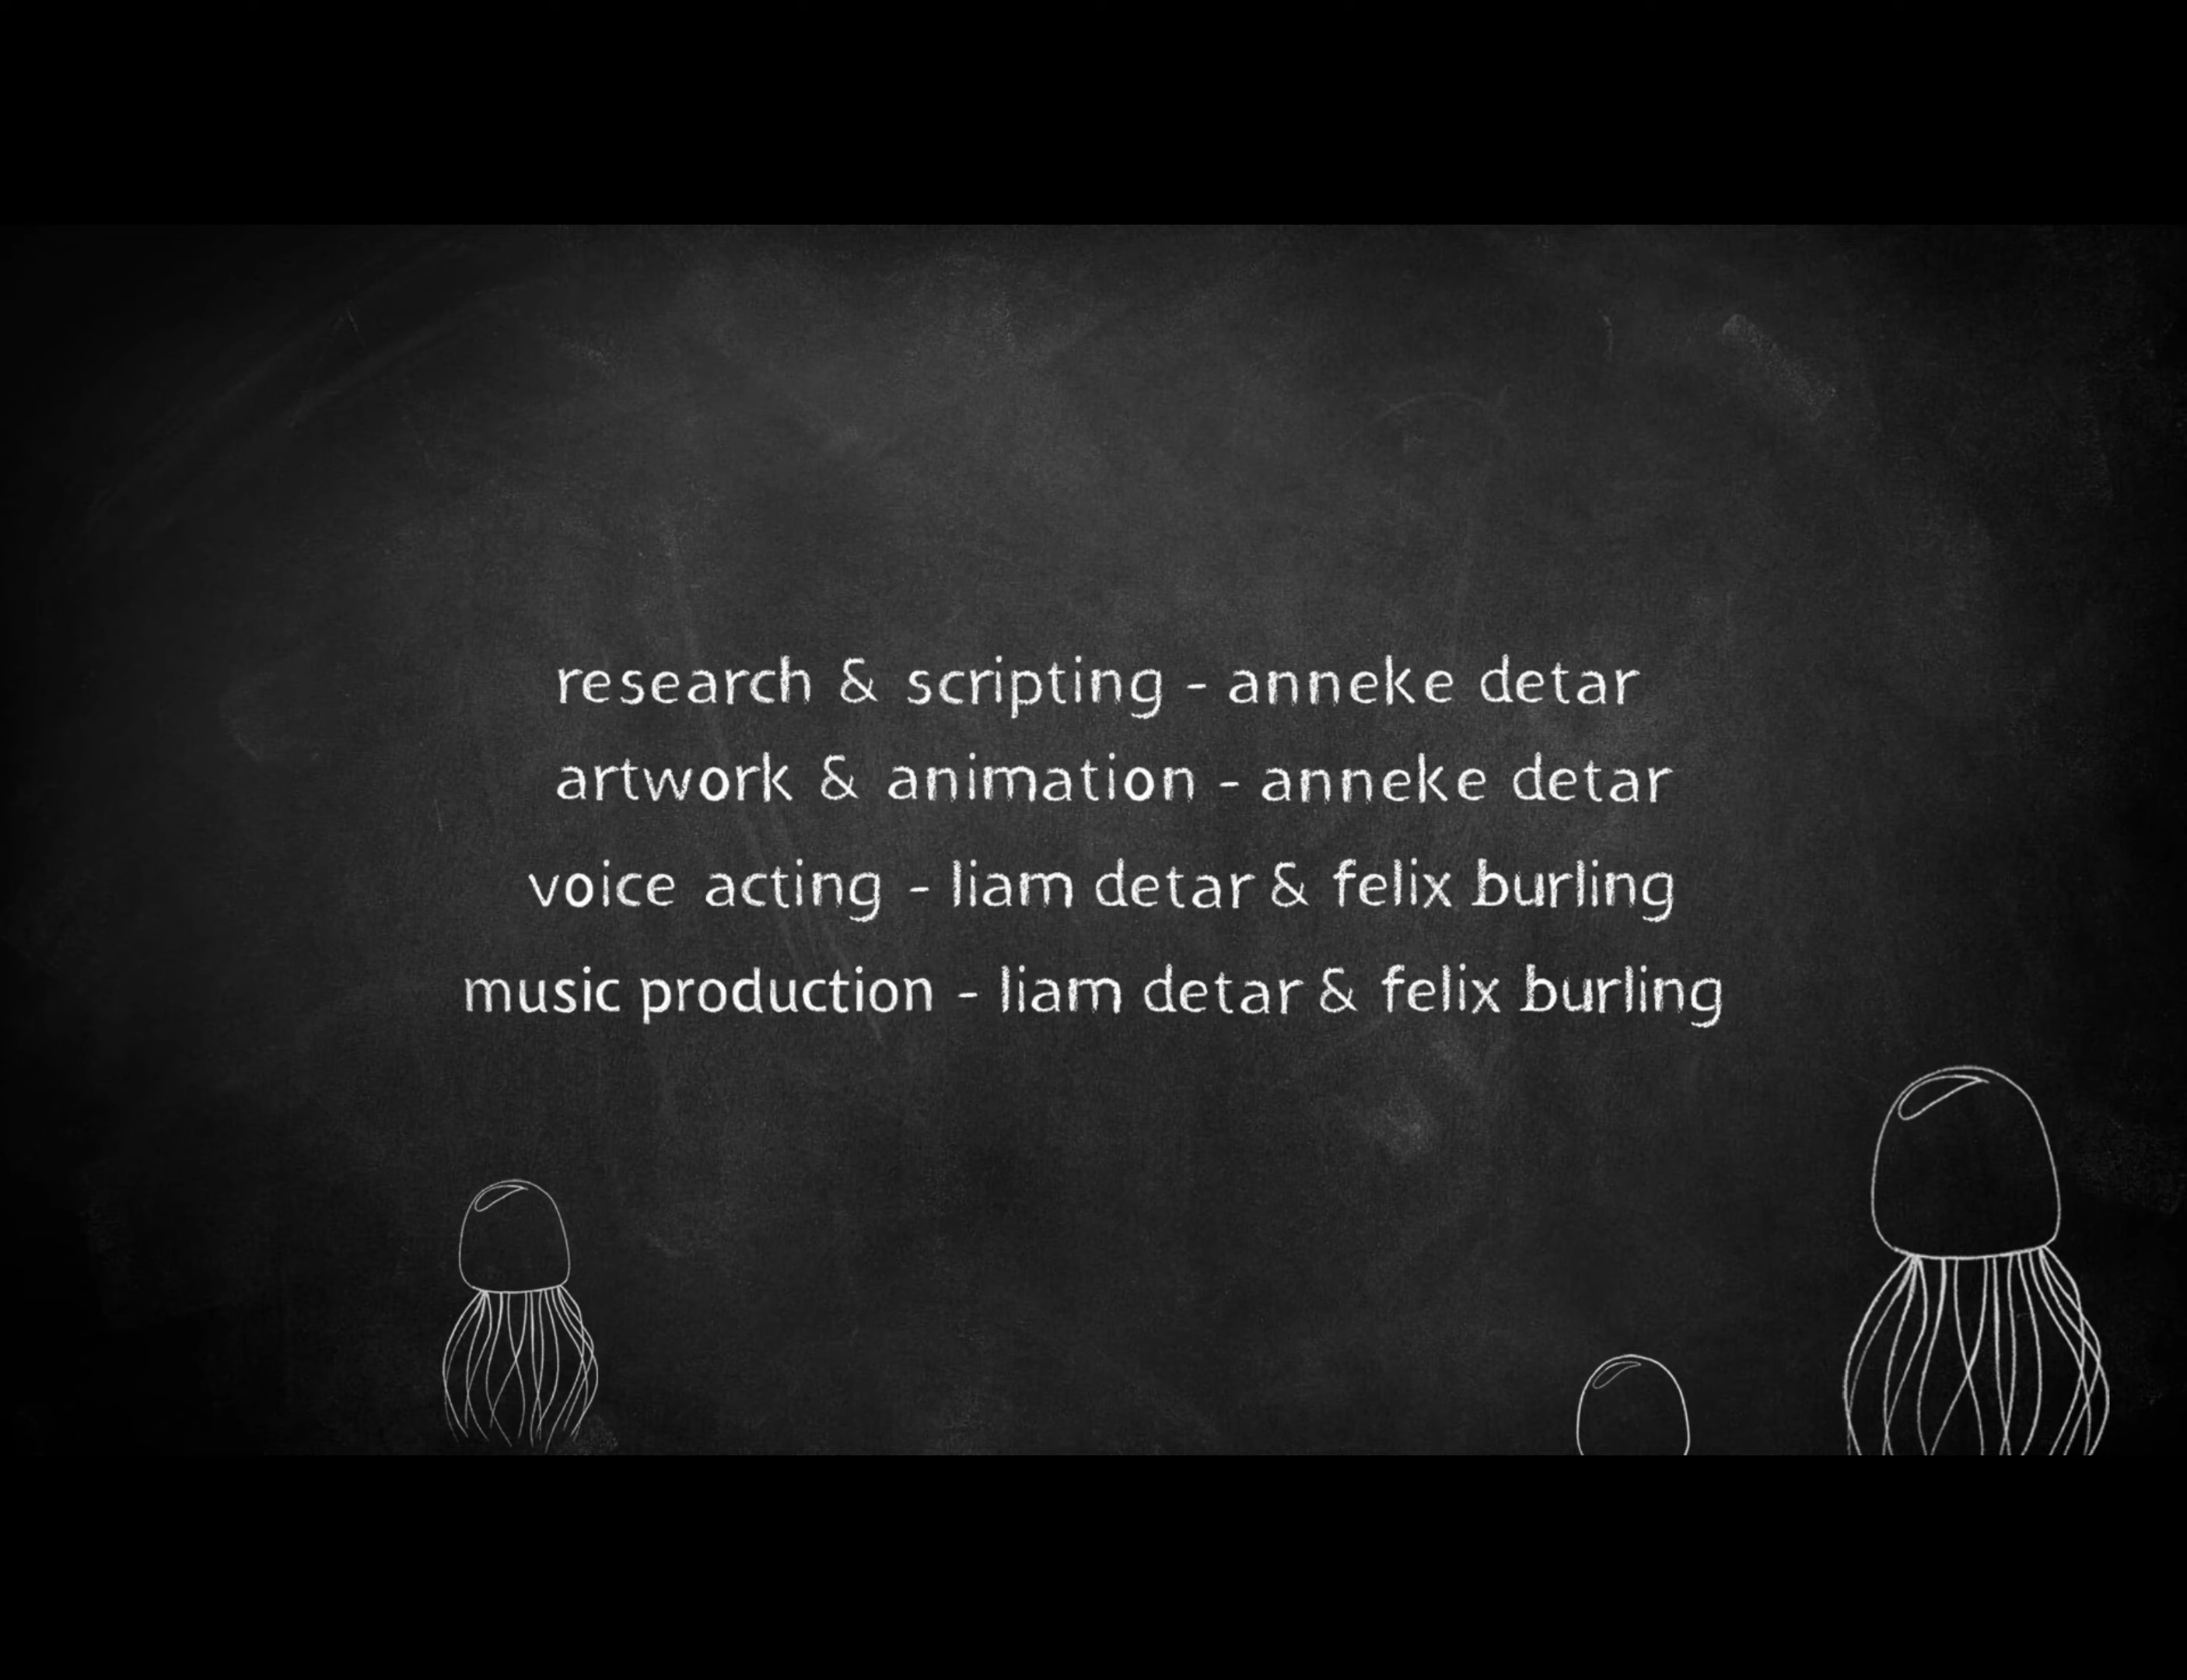 research & scripting - anneke detar
artwork & animation - anneke detar
voice acting - liam detar & felix burling
music production - liam detar & felix burling